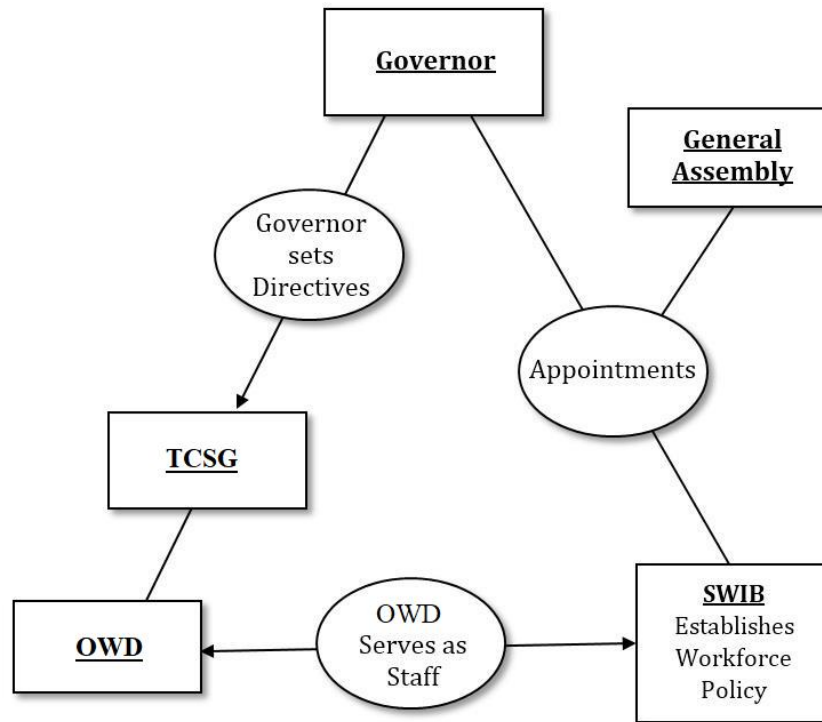 Governor
General
Assembly
Governor
sets
Directives
Appointments
TCSG
OWD
OWD
Serves as
Staff
SWIB
Establishes
Workforce
Policy